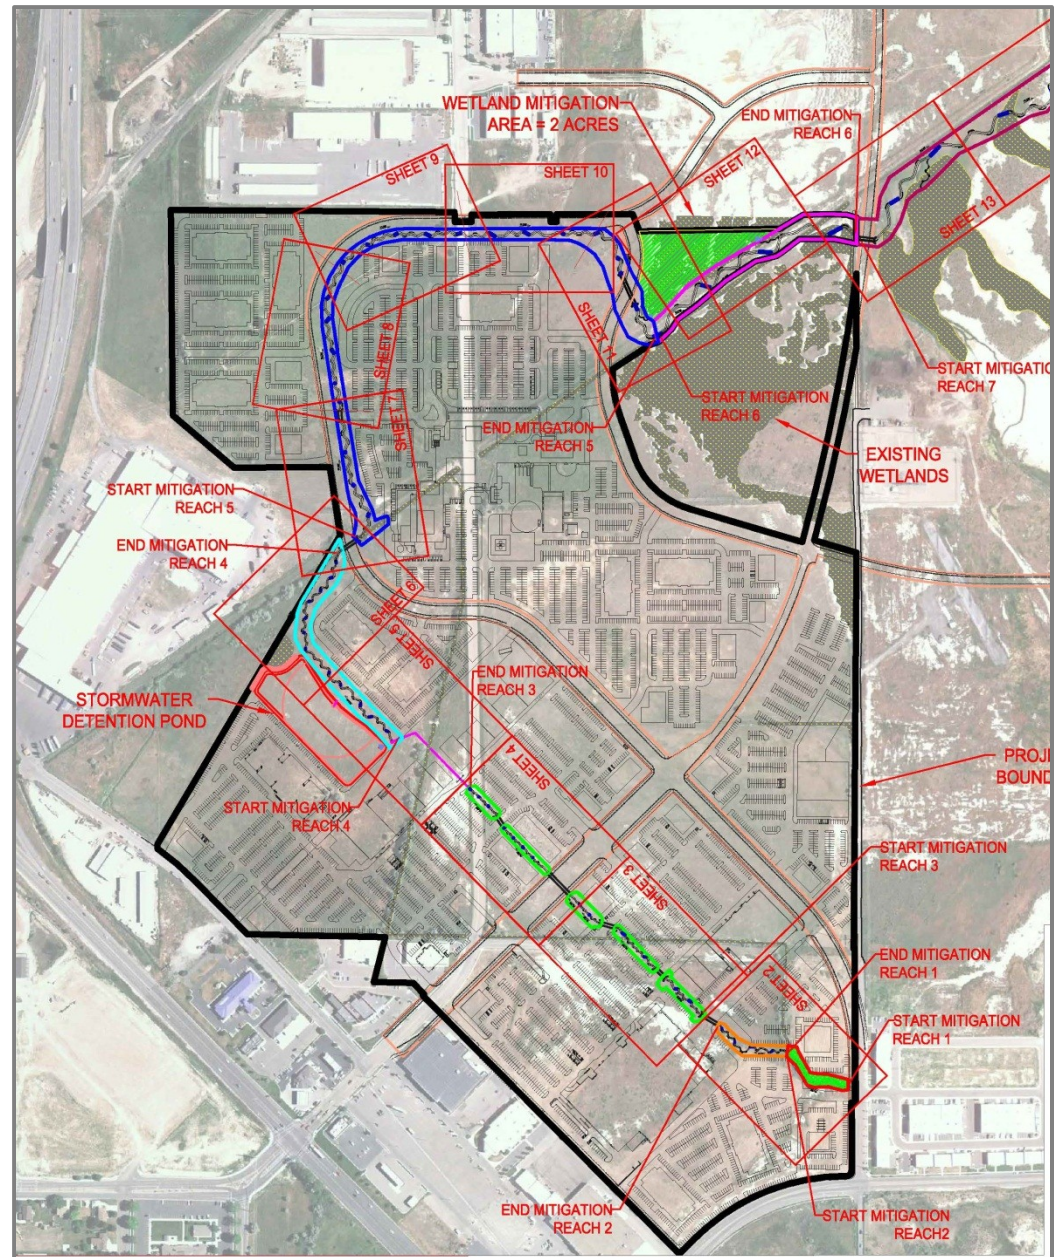 WETLAND MITIGATION
AREA = 2 ACRES
END MITIGATION
REACH 6
SHEET 9
SHEET 10
SHEET 12
SHEET 13
SHEET 8
SHEET 11
SHEET 7
START MITIGATIO
REACH 7
START MITIGATION
REACH 6
END MITIGATION
REACH 5
EXISTING
WETLANDS
START MITIGATION
REACH 5
END MITIGATION
REACH 4
SHEET 6
SHEET 5
END MITIGATION
REACH 3
STORMWATER
DETENTION POND
SHEET 4
PROJE
BOUND
START MITIGATION
REACH 4
START MITIGATION
REACH 3
SHEET 3
END MITIGATION
REACH 1
SHEET 2
START MITIGATION
REACH 1
END MITIGATION
REACH 2
START MITIGATION
REACH2